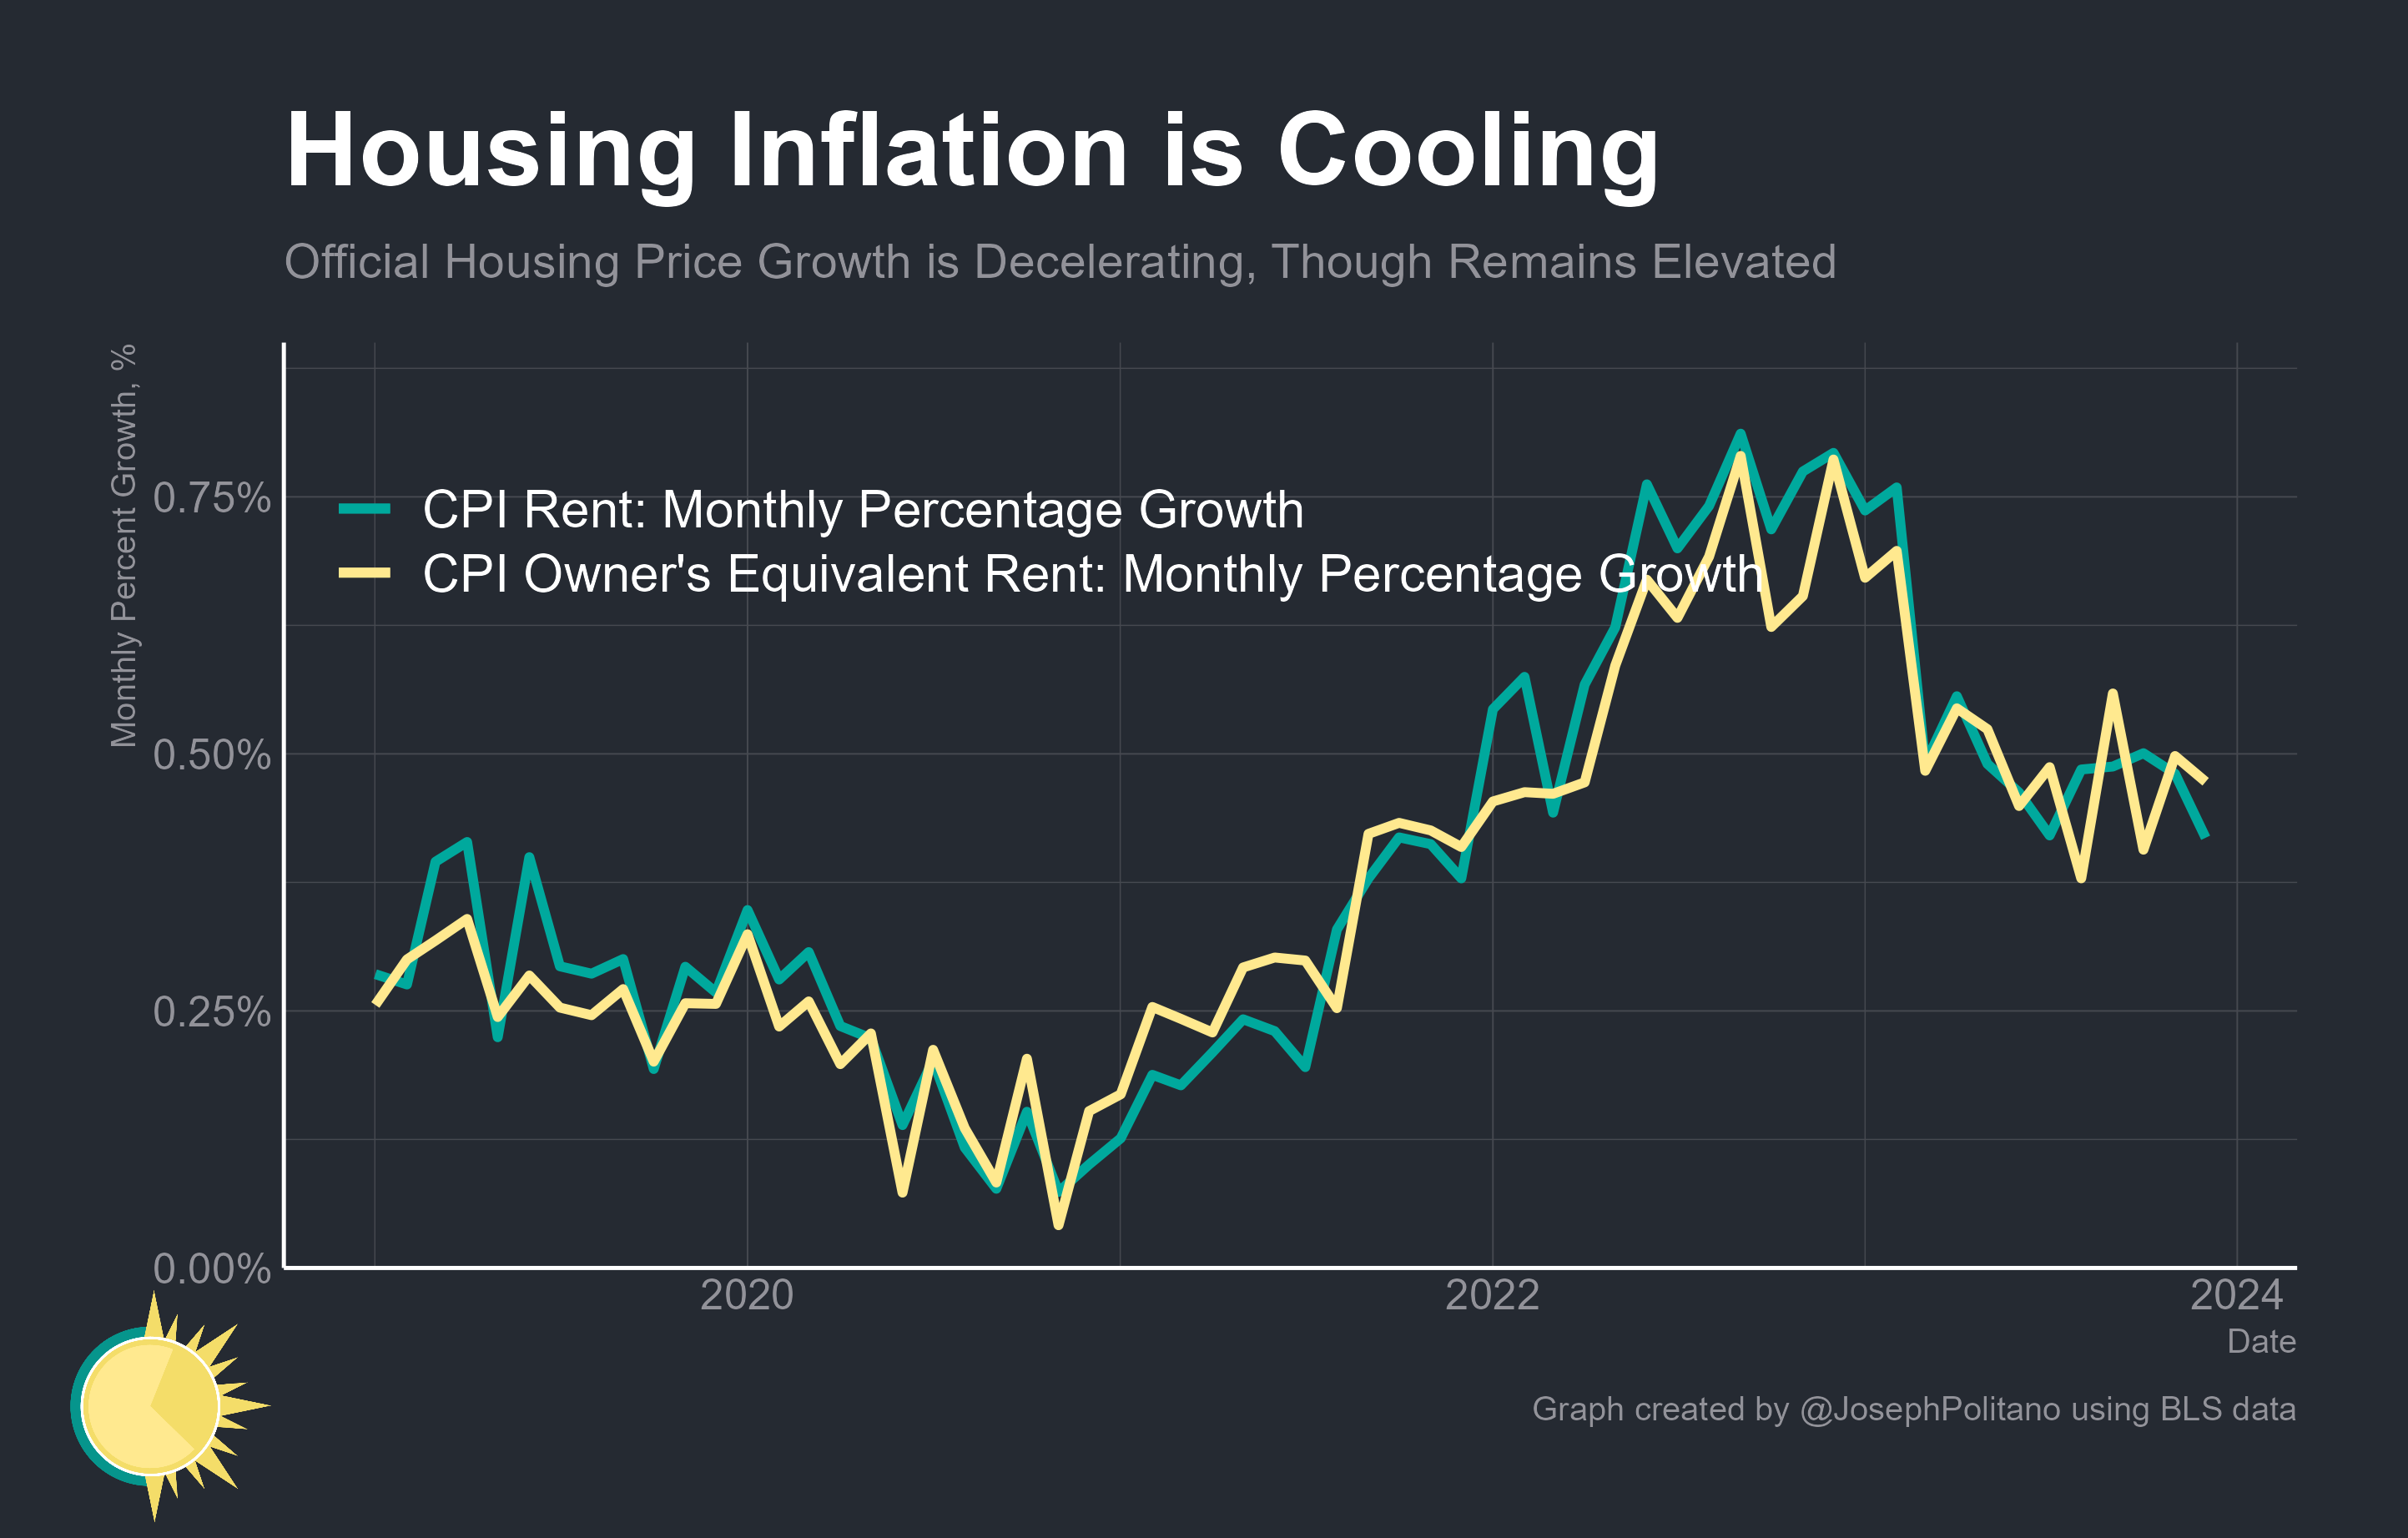 Housing Inflation is Cooling
Official Housing Price Growth is Decelerating, Though Remains Elevated
Monthly Percent Growth, %
0.75%
0.50%
0.25%
0.00%
CPI Rent: Monthly Percentage Growth
CPI Owner's Equivalent Rent: Monthly Percentage Growth
2020
2022
2024
Date
Graph created by @JosephPolitano using BLS data